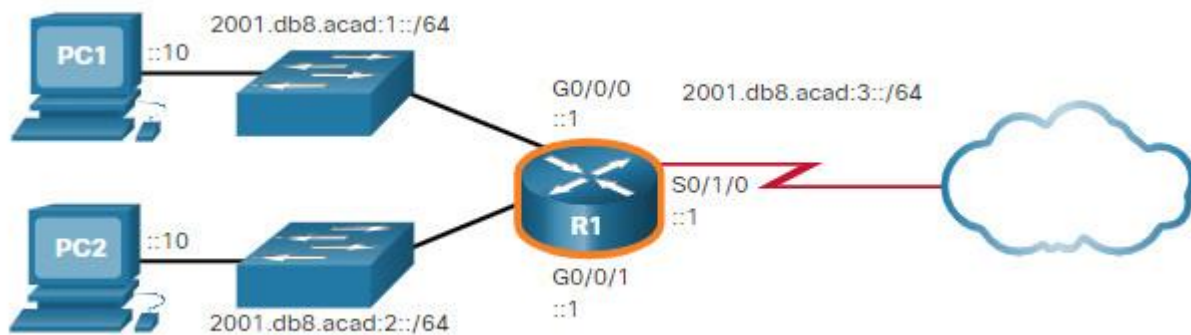 2001.db8.acad:1::/64
PC1
::10
G0/0/0
::1
2001.db8.acad:3::/64
S0/1/0
::1
R1
PC2
::10
G0/0/1
::1
2001.db8.acad:2::/64